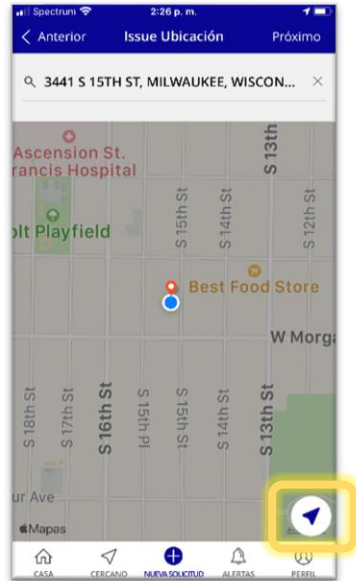 Spectrum 2:26 p. m.
Anterior Issue Ubicación Próximo
3441 S 15TH ST, MILWAUKEE, WISCON...
Ascension St.
rancis Hospital
olt Playfield
S 15th St
S 14th St
S 13th
S 12th St
Best Food Store
W Morga
S 18th St
S 17th St
S 16th St
S 15th Pl
S 15th St
S 14th St
S 13th St
ur Ave
Mapas
CASA CERCANO NUEVA SOLICITUD ALERTAS PERFIL